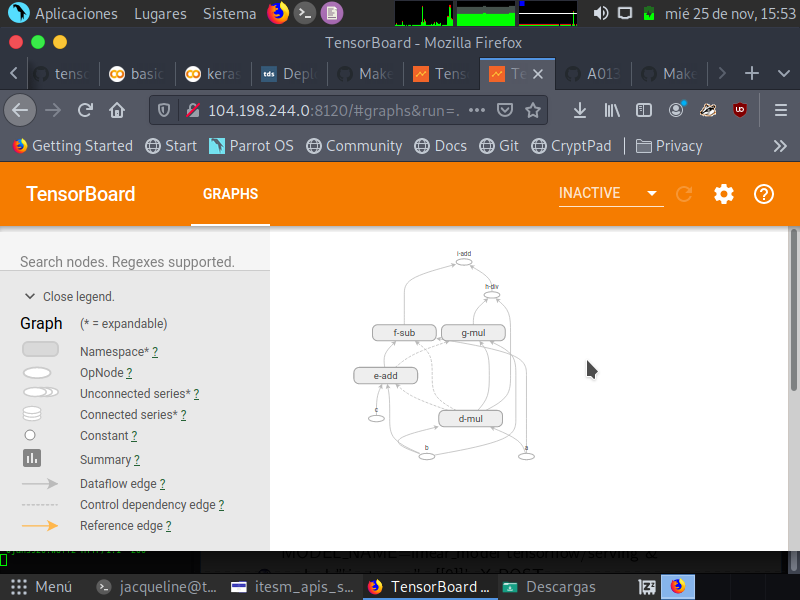 Aplicaciones Lugares Sistema mié 25 de nov, 15:53
TensorBoard - Mozilla Firefox
tenso basic keras tds Depl Make Tens Te A013 Make
104.198.244.0:8120/#graphs&run=.
Getting Started Start Parrot OS Community Docs Git CryptPad Privacy
TensorBoard GRAPHS INACTIVE
Search nodes. Regexes supported.
Close legend.
Graph (* = expandable)
Namespace* ?
OpNode ?
Unconnected series* ?
Connected series* ?
Constant ?
Summary ?
Dataflow edge ?
Control dependency edge ?
Reference edge ?
i-add
h-div
f-sub g-mul
e-add
c d-mul
b a
Menú jacqueline@t... itesm_apis_s... TensorBoard ... Descargas